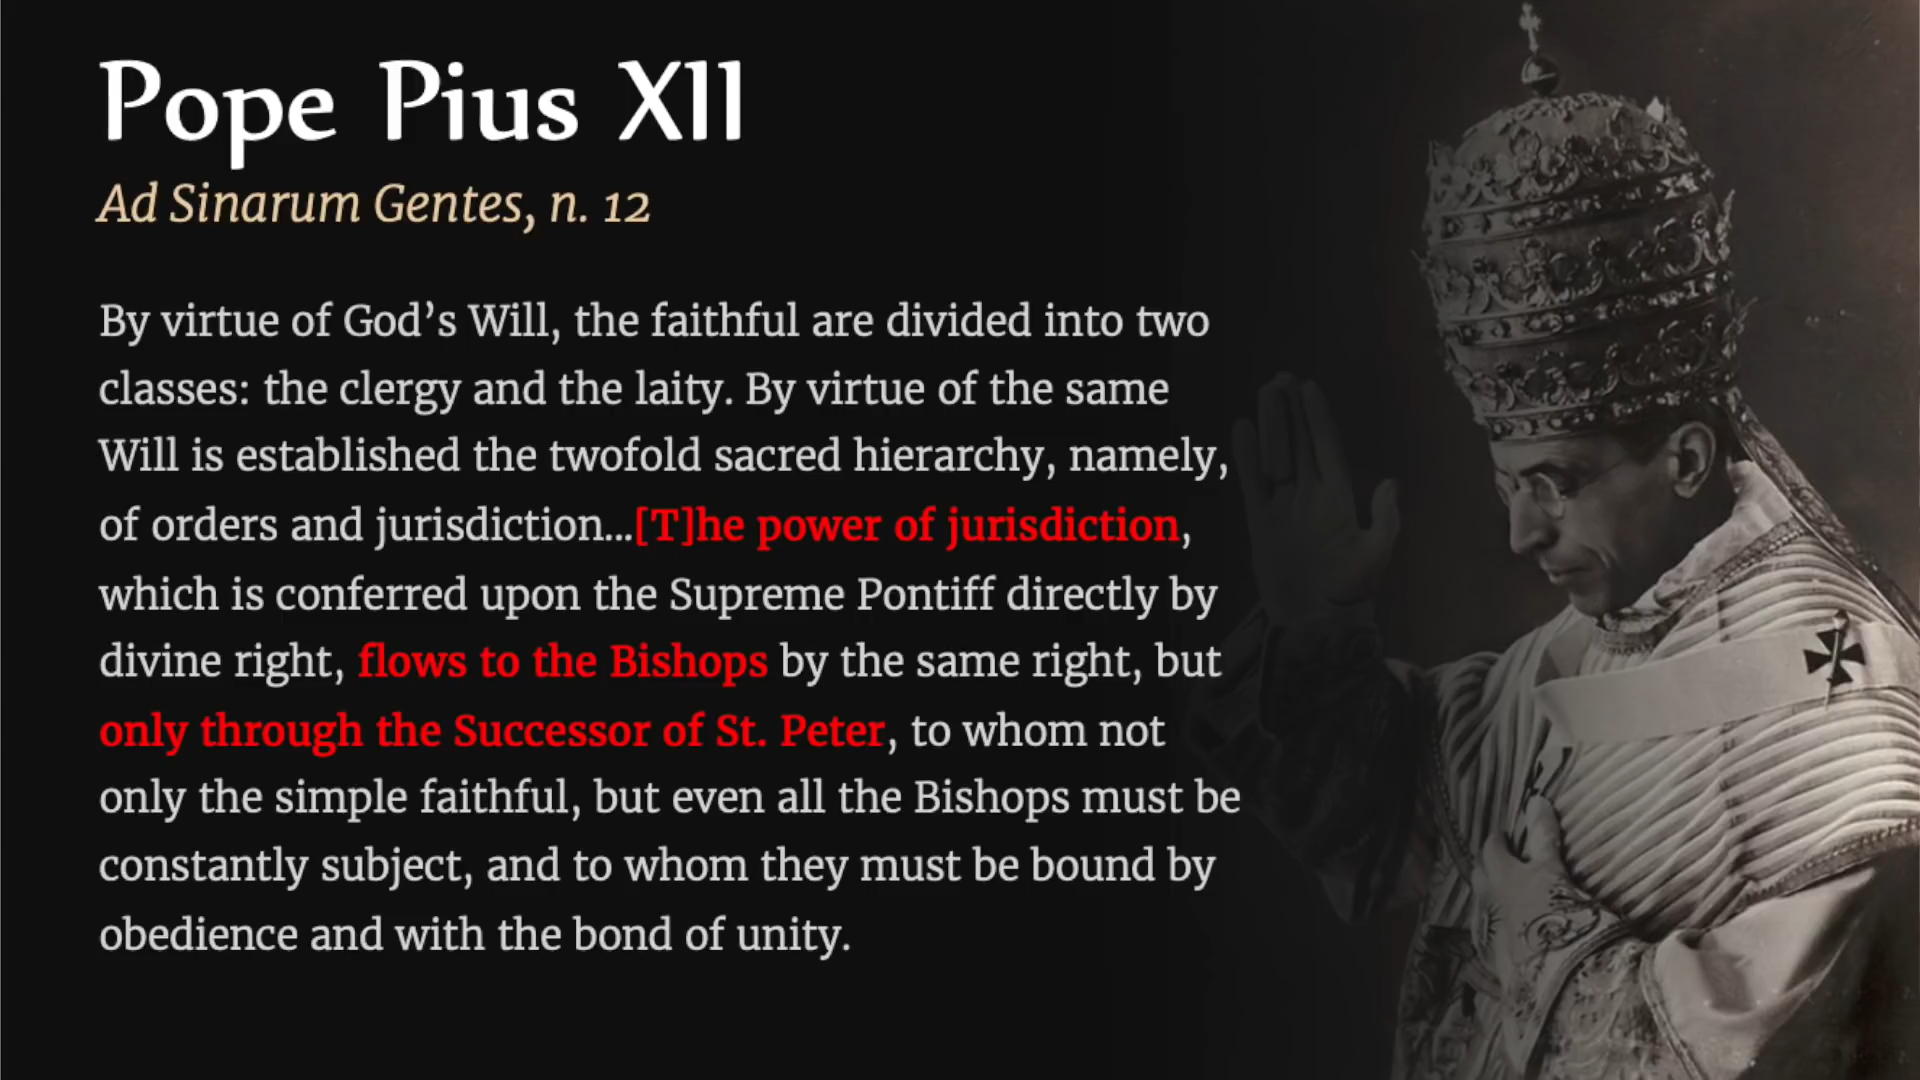 Pope Pius XII
Ad Sinarum Gentes, n. 12
By virtue of God’s Will, the faithful are divided into two
classes: the clergy and the laity. By virtue of the same
Will is established the twofold sacred hierarchy, namely,
of orders and jurisdiction...[T]he power of jurisdiction,
which is conferred upon the Supreme Pontiff directly by
divine right, flows to the Bishops by the same right, but
only through the Successor of St. Peter, to whom not
only the simple faithful, but even all the Bishops must be
constantly subject, and to whom they must be bound by
obedience and with the bond of unity.